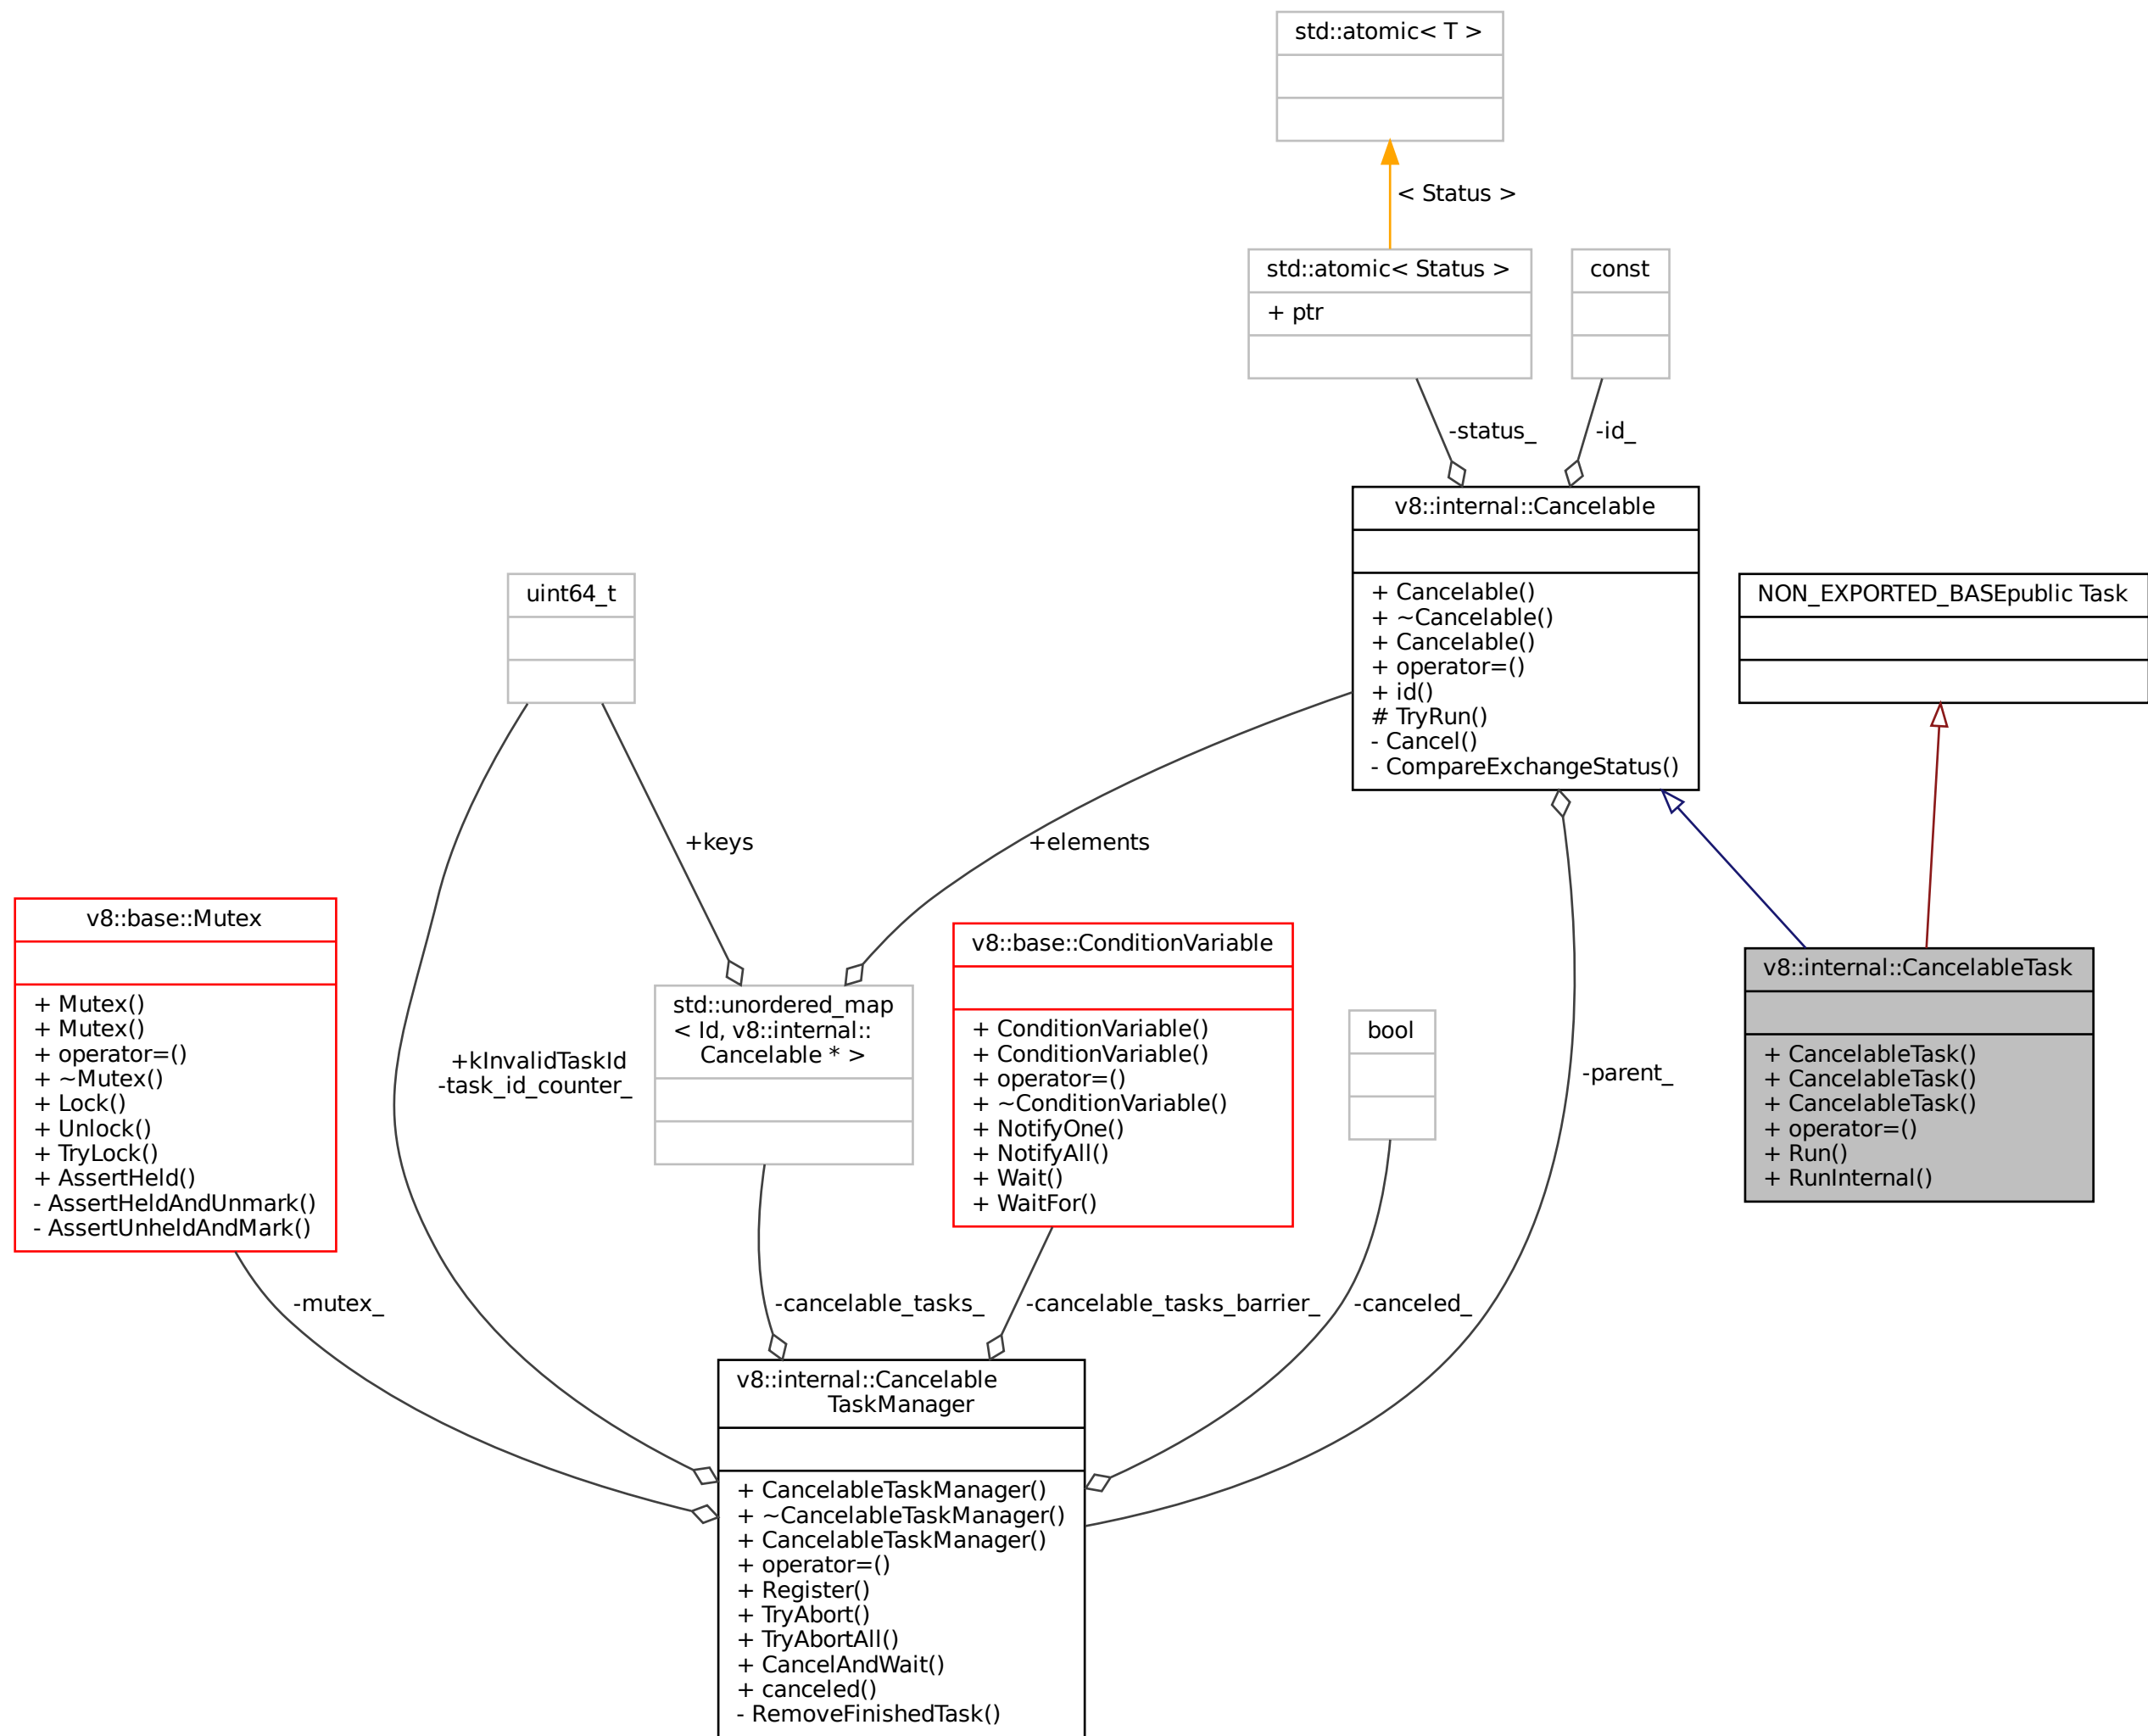 std::atomic< T >
< Status >
std::atomic< Status >
+ ptr
const
-status_
-id_
v8::internal::Cancelable
+ Cancelable()
+ ~Cancelable()
+ Cancelable()
+ operator=()
+ id()
# TryRun()
- Cancel()
- CompareExchangeStatus()
uint64_t
NON_EXPORTED_BASEpublic Task
+keys
+elements
v8::base::Mutex
+ Mutex()
+ Mutex()
+ operator=()
+ ~Mutex()
+ Lock()
+ Unlock()
+ TryLock()
+ AssertHeld()
- AssertHeldAndUnmark()
- AssertUnheldAndMark()
+kInvalidTaskId
-task_id_counter_
std::unordered_map
< Id, v8::internal::
Cancelable * >
v8::base::ConditionVariable
+ ConditionVariable()
+ ConditionVariable()
+ operator=()
+ ~ConditionVariable()
+ NotifyOne()
+ NotifyAll()
+ Wait()
+ WaitFor()
bool
-parent_
v8::internal::CancelableTask
+ CancelableTask()
+ CancelableTask()
+ CancelableTask()
+ operator=()
+ Run()
+ RunInternal()
-mutex_
-cancelable_tasks_
-cancelable_tasks_barrier_
-canceled_
v8::internal::Cancelable
TaskManager
+ CancelableTaskManager()
+ ~CancelableTaskManager()
+ CancelableTaskManager()
+ operator=()
+ Register()
+ TryAbort()
+ TryAbortAll()
+ CancelAndWait()
+ canceled()
- RemoveFinishedTask()